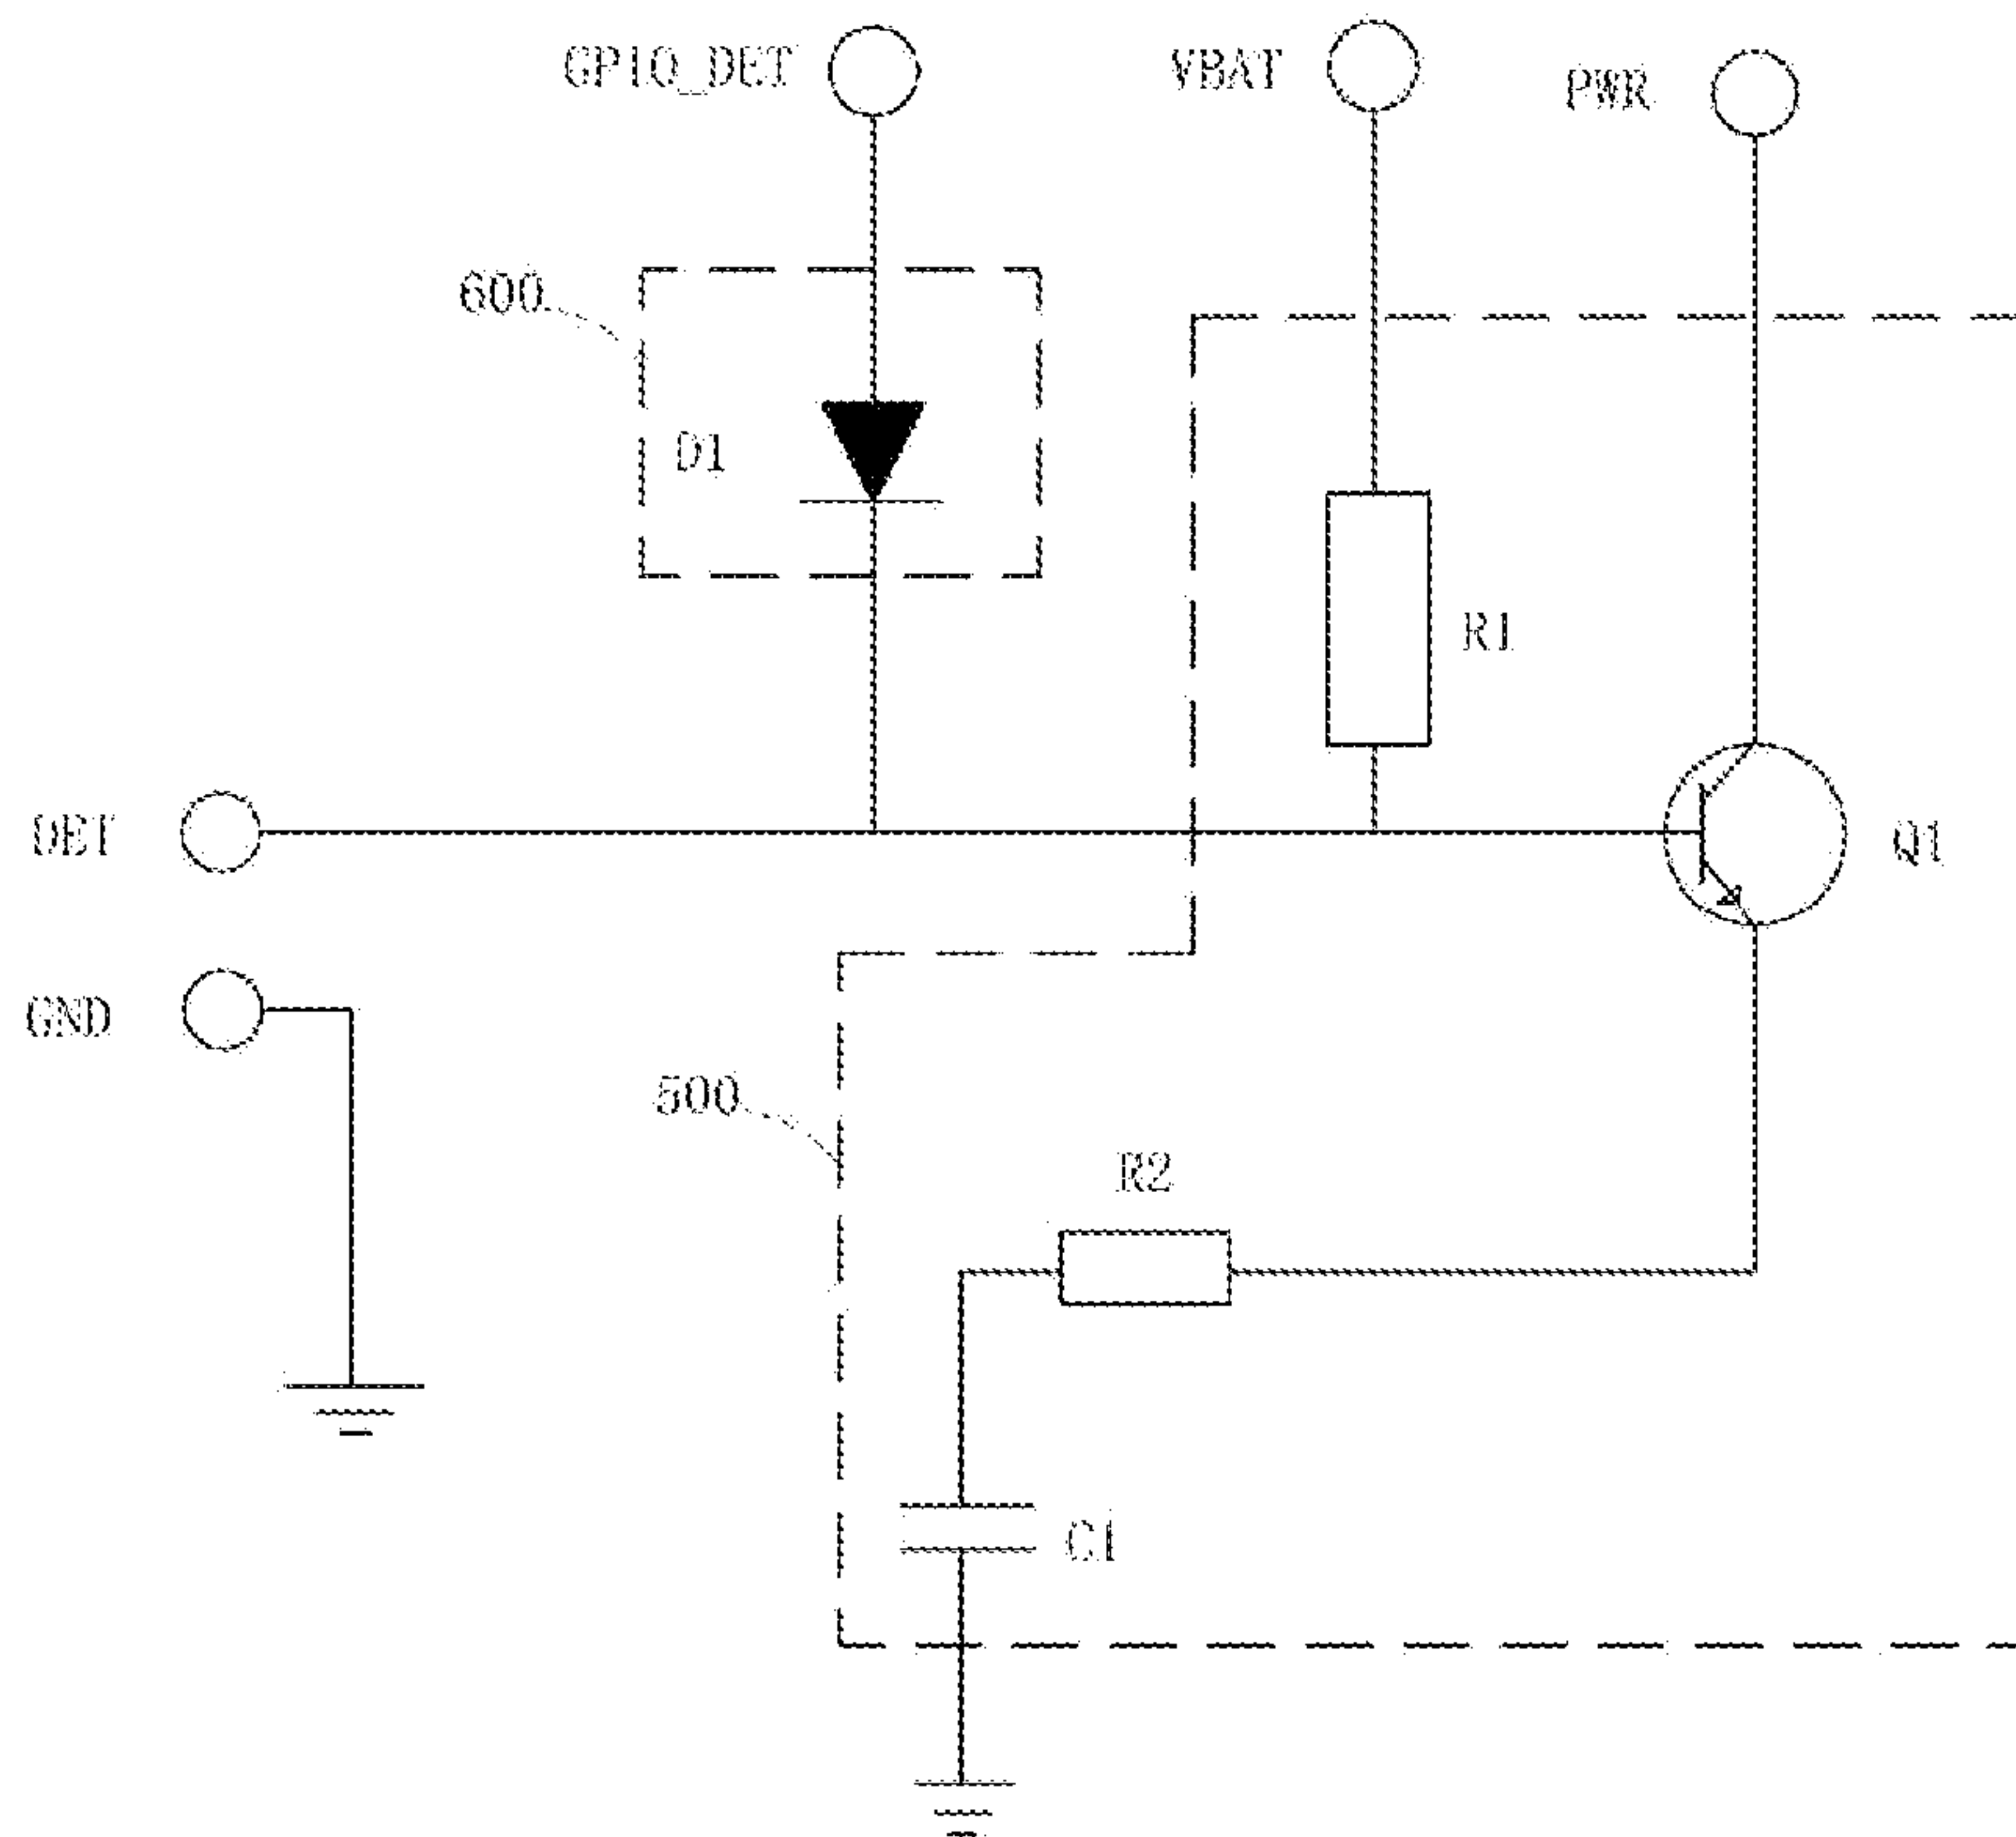 GPIO_DET
VBAT
PWR
600
D1
R1
DET
Q1
GND
500
R2
C1